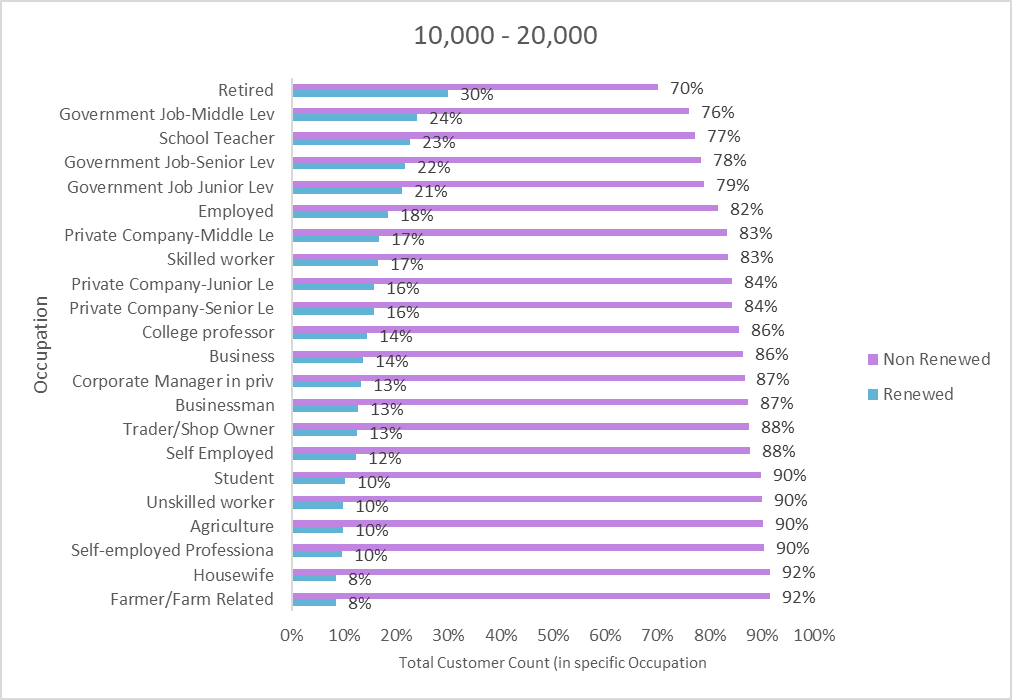 10,000 - 20,000
Occupation
Retired 70% 30%
Government Job-Middle Lev 76% 24%
School Teacher 77% 23%
Government Job-Senior Lev 78% 22%
Government Job Junior Lev 79% 21%
Employed 82% 18%
Private Company-Middle Le 83% 17%
Skilled worker 83% 17%
Private Company-Junior Le 84% 16%
Private Company-Senior Le 84% 16%
College professor 86% 14%
Business 86% 14%
Corporate Manager in priv 87% 13%
Businessman 87% 13%
Trader/Shop Owner 88% 13%
Self Employed 88% 12%
Student 90% 10%
Unskilled worker 90% 10%
Agriculture 90% 10%
Self-employed Professiona 90% 10%
Housewife 92% 8%
Farmer/Farm Related 92% 8%
0% 10% 20% 30% 40% 50% 60% 70% 80% 90% 100%
Total Customer Count (in specific Occupation
Non Renewed
Renewed